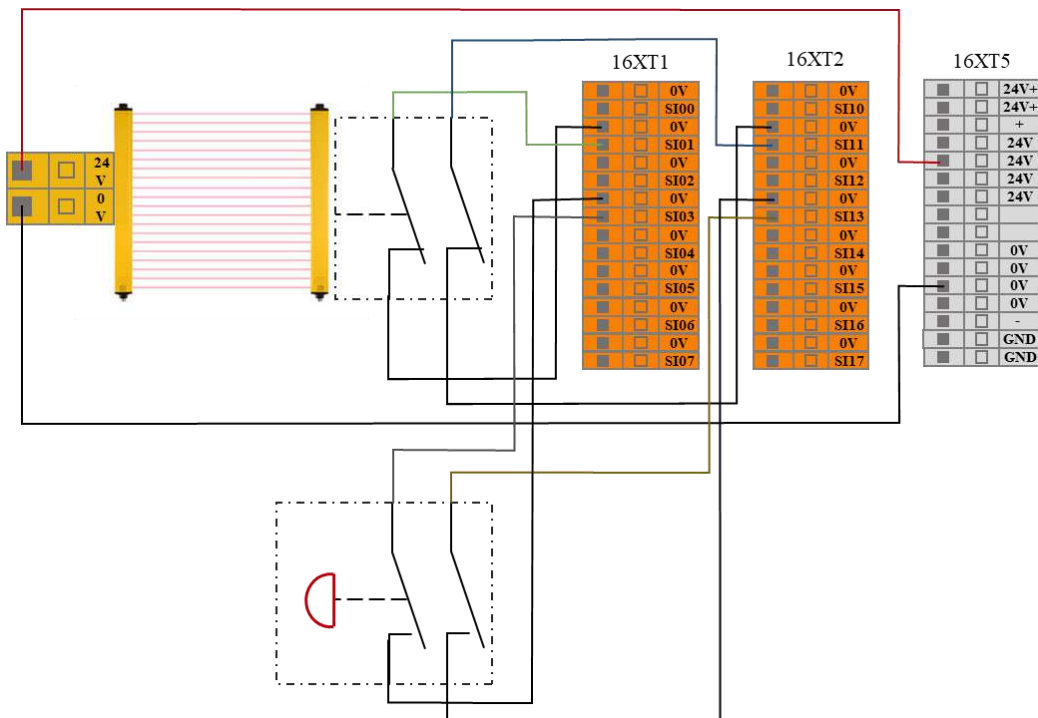 16XT1
16XT2
16XT5
24
V
0
V
0V
SI00
0V
SI01
0V
SI02
0V
SI03
0V
SI04
0V
SI05
0V
SI06
0V
SI07
0V
SI10
0V
SI11
0V
SI12
0V
SI13
0V
SI14
0V
SI15
0V
SI16
0V
SI17
24V+
24V+
+
24V
24V
24V
24V
0V
0V
0V
0V
-
GND
GND